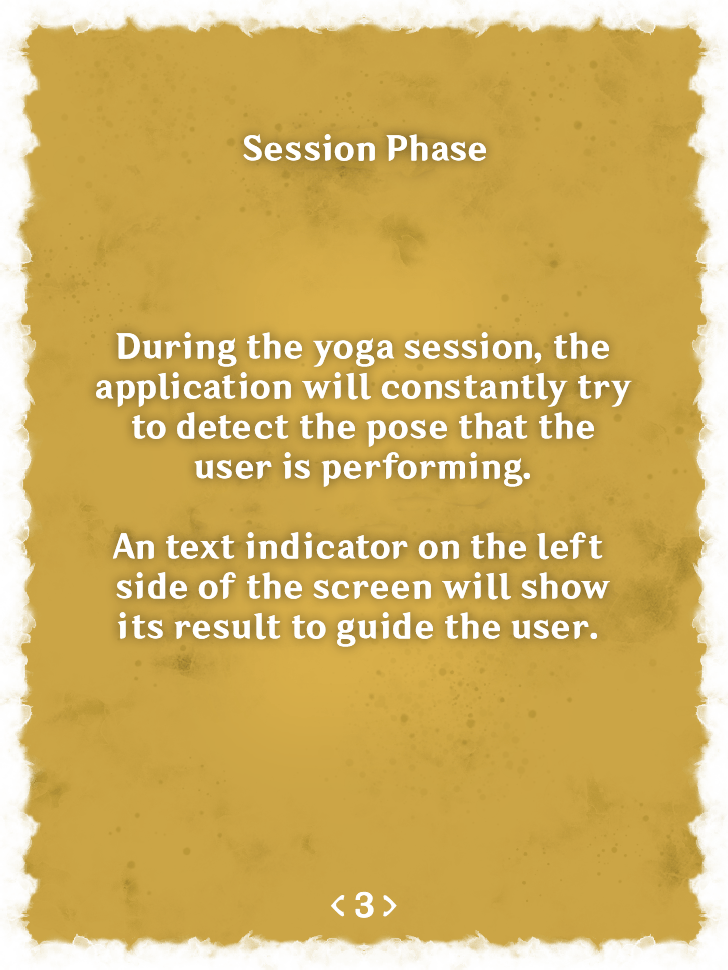 Session Phase
During the yoga session, the
application will constantly try
to detect the pose that the
user is performing.
An text indicator on the left
side of the screen will show
its result to guide the user.
< 3 >